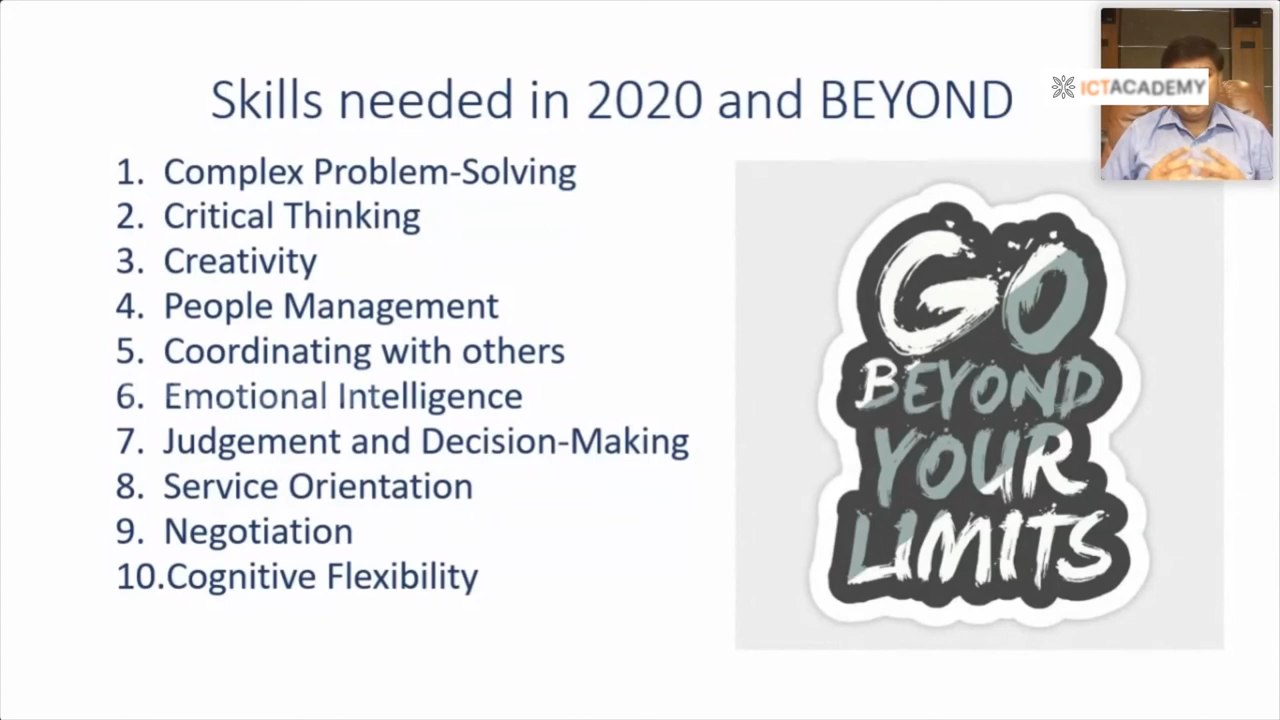 Skills needed in 2020 and BEYOND
ICTACADEMY
1. Complex Problem-Solving
2. Critical Thinking
3. Creativity
4. People Management
5. Coordinating with others
6. Emotional Intelligence
7. Judgement and Decision-Making
8. Service Orientation
9. Negotiation
10.Cognitive Flexibility
GO
BEYOND
YOUR
LIMITS